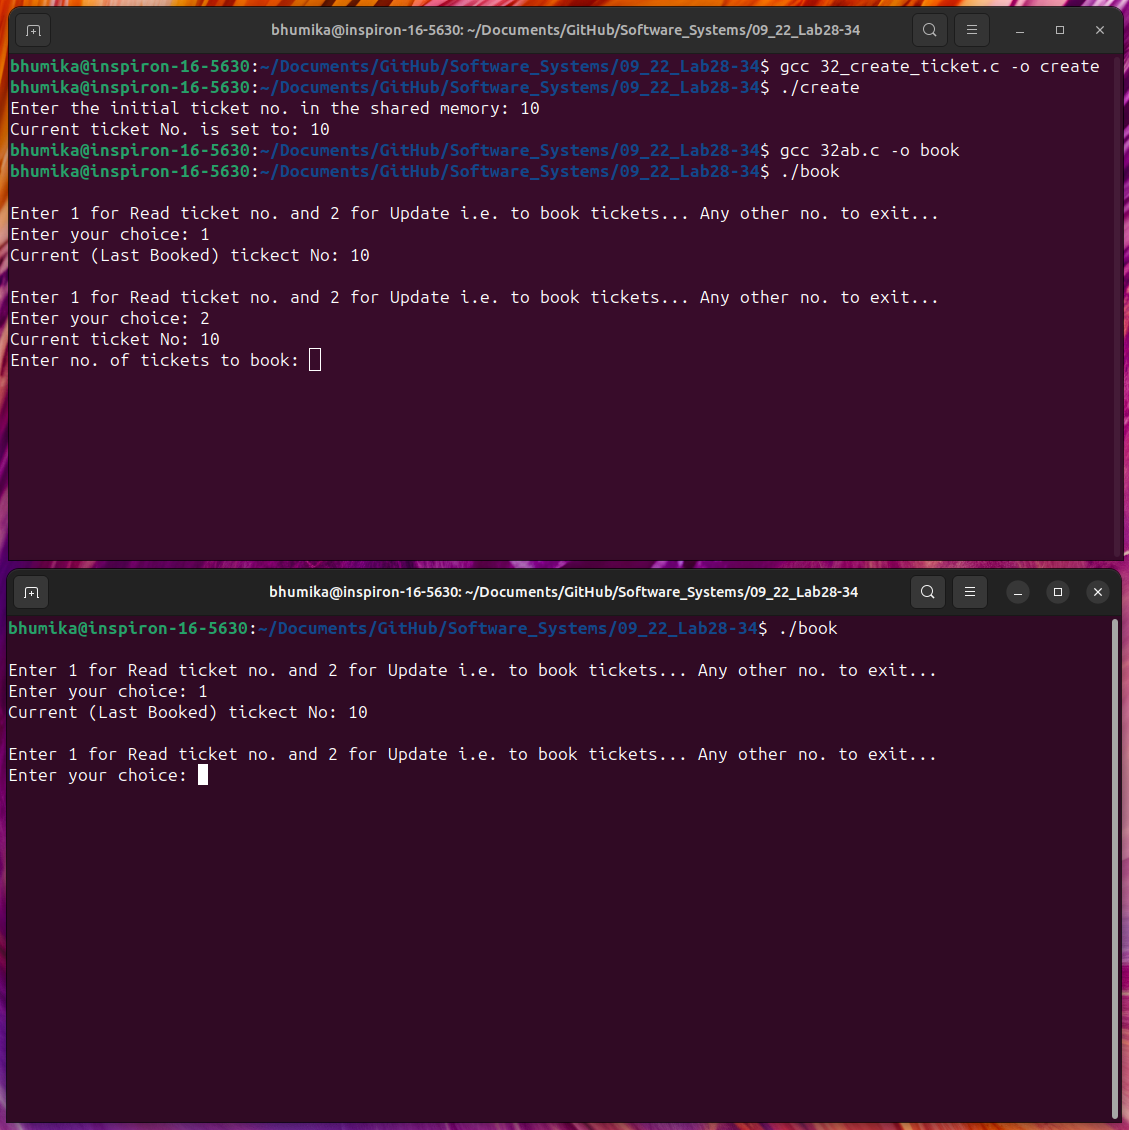 bhumika@inspiron-16-5630: ~/Documents/GitHub/Software_Systems/09_22_Lab28-34
bhumika@inspiron-16-5630:~/Documents/GitHub/Software_Systems/09_22_Lab28-34$ gcc 32_create_ticket.c -o create
bhumika@inspiron-16-5630:~/Documents/GitHub/Software_Systems/09_22_Lab28-34$ ./create
Enter the initial ticket no. in the shared memory: 10
Current ticket No. is set to: 10
bhumika@inspiron-16-5630:~/Documents/GitHub/Software_Systems/09_22_Lab28-34$ gcc 32ab.c -o book
bhumika@inspiron-16-5630:~/Documents/GitHub/Software_Systems/09_22_Lab28-34$ ./book
Enter 1 for Read ticket no. and 2 for Update i.e. to book tickets... Any other no. to exit...
Enter your choice: 1
Current (Last Booked) tickect No: 10
Enter 1 for Read ticket no. and 2 for Update i.e. to book tickets... Any other no. to exit...
Enter your choice: 2
Current ticket No: 10
Enter no. of tickets to book:
bhumika@inspiron-16-5630: ~/Documents/GitHub/Software_Systems/09_22_Lab28-34
bhumika@inspiron-16-5630:~/Documents/GitHub/Software_Systems/09_22_Lab28-34$ ./book
Enter 1 for Read ticket no. and 2 for Update i.e. to book tickets... Any other no. to exit...
Enter your choice: 1
Current (Last Booked) tickect No: 10
Enter 1 for Read ticket no. and 2 for Update i.e. to book tickets... Any other no. to exit...
Enter your choice: